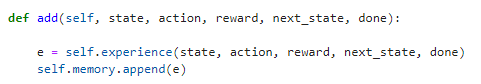 def add(self, state, action, reward, next_state, done):
    e = self.experience(state, action, reward, next_state, done)
    self.memory.append(e)